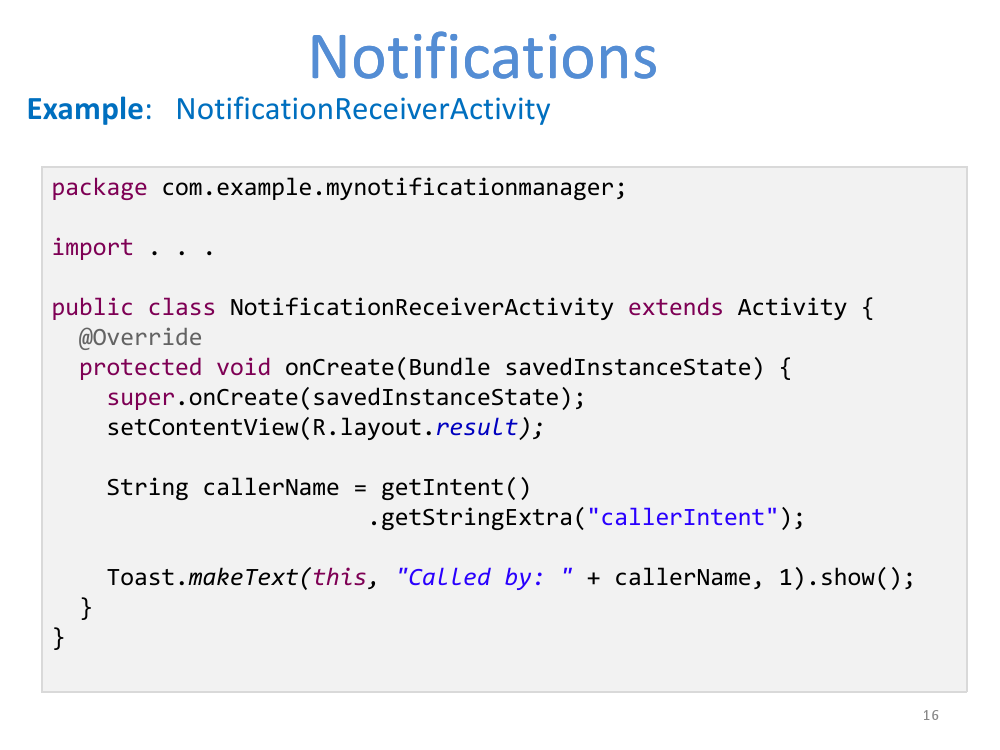 Notifications
Example:   NotificationReceiverActivity
package com.example.mynotificationmanager;
import . . .
public class NotificationReceiverActivity extends Activity {
  @Override
  protected void onCreate(Bundle savedInstanceState) {
    super.onCreate(savedInstanceState);
    setContentView(R.layout.result);
    String callerName = getIntent()
                       .getStringExtra("callerIntent");
    Toast.makeText(this, "Called by: " + callerName, 1).show();
  }
}
16